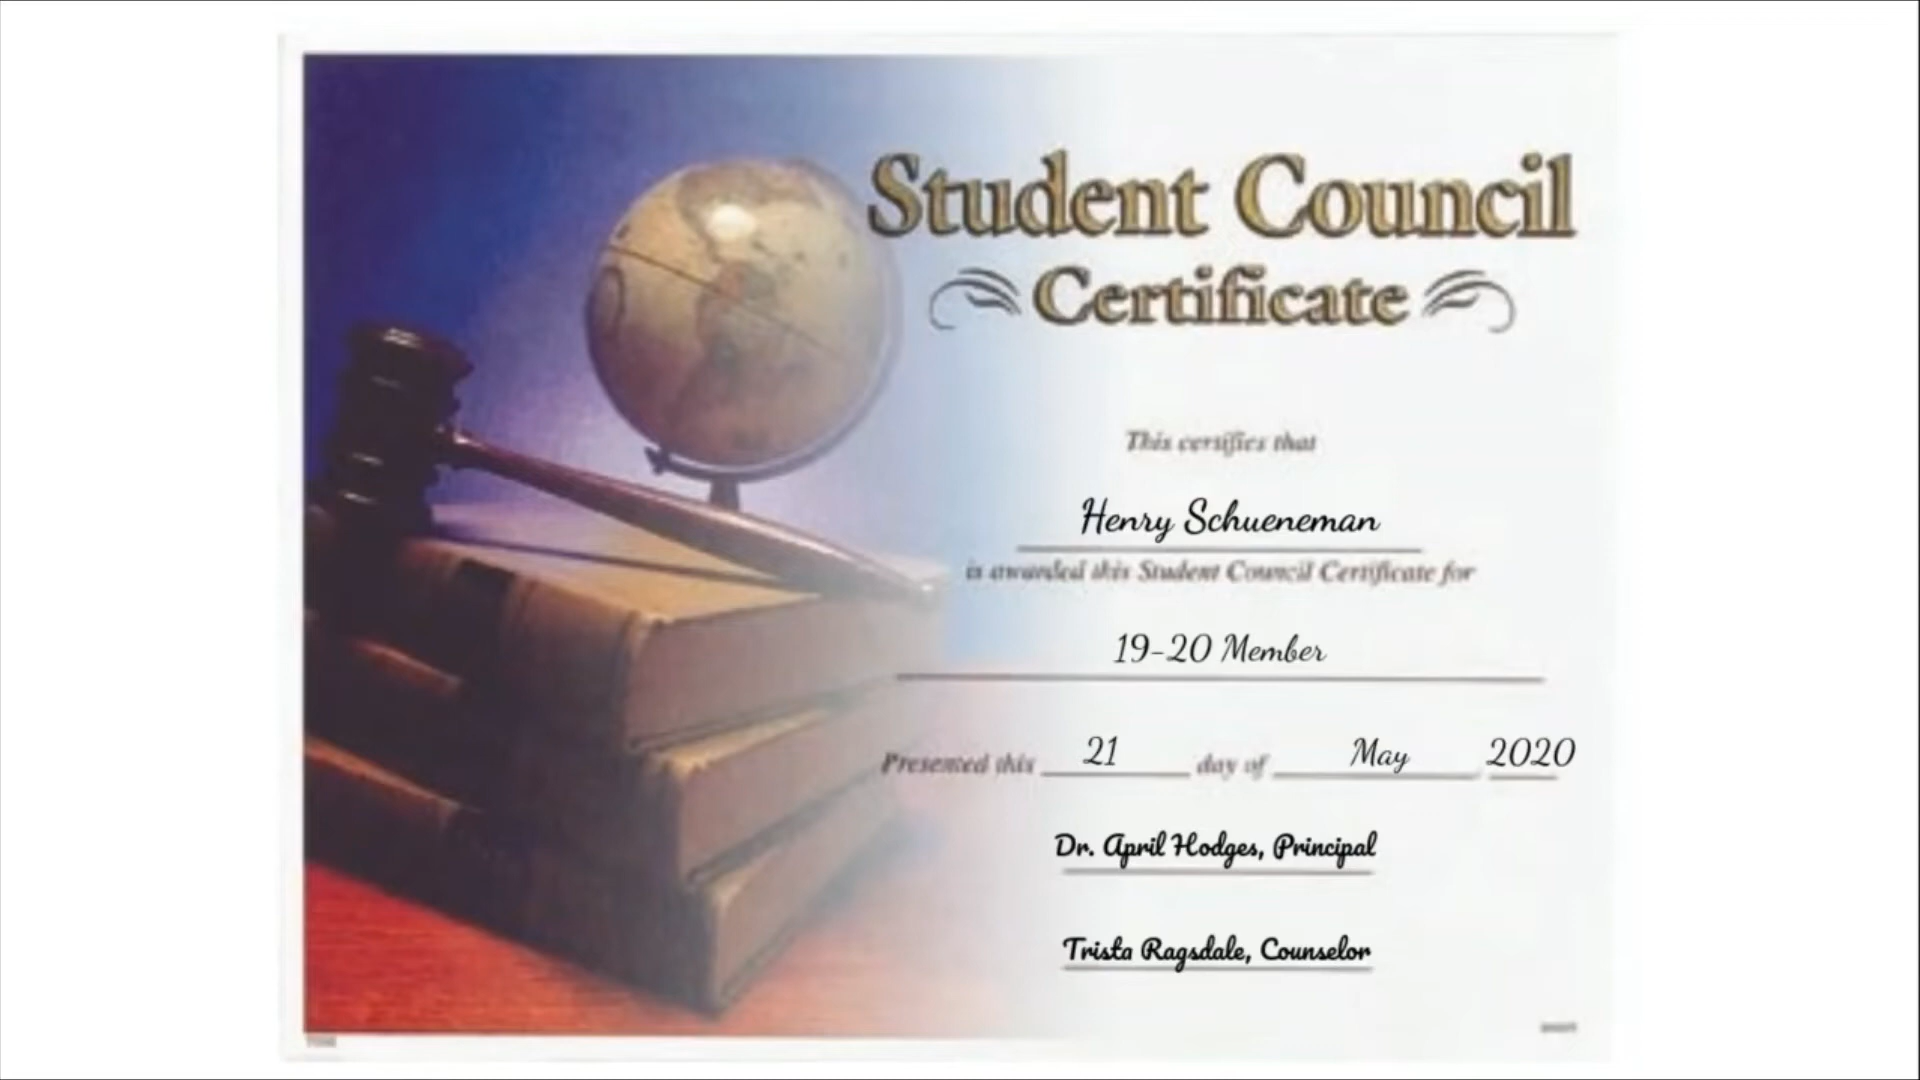 Student Council
Certificate
This certifies that
Henry Schueneman
is awarded this Student Council Certificate for
19-20 Member
Presented this 21 day of May 2020
Dr. April Hodges, Principal
Trista Ragsdale, Counselor